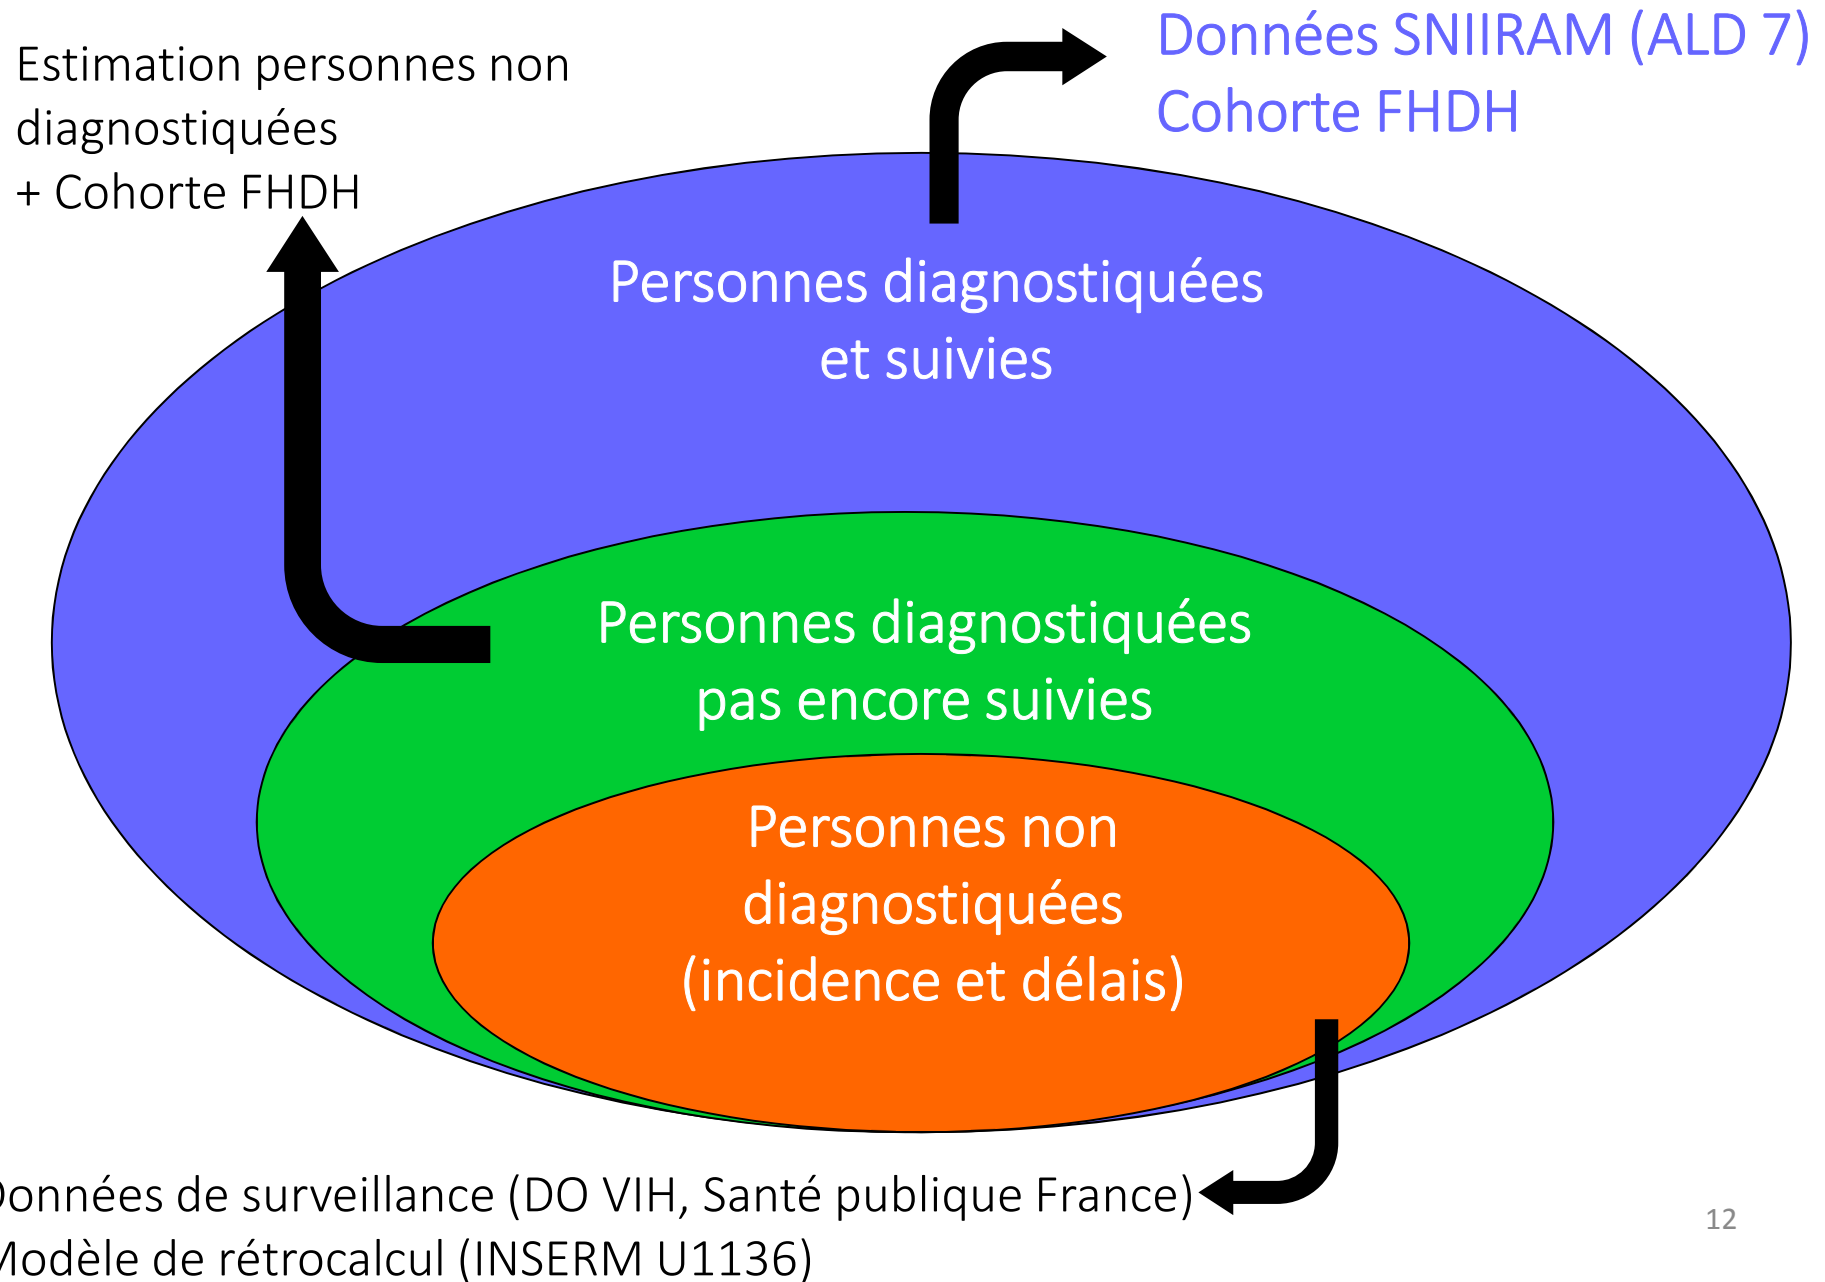 Données SNIIRAM (ALD 7)
Cohorte FHDH
Estimation personnes non
diagnostiquées
+ Cohorte FHDH
Personnes diagnostiquées
et suivies
Personnes diagnostiquées
pas encore suivies
Personnes non
diagnostiquées
(incidence et délais)
Données de surveillance (DO VIH, Santé publique France)
Modèle de rétrocalcul (INSERM U1136)
12